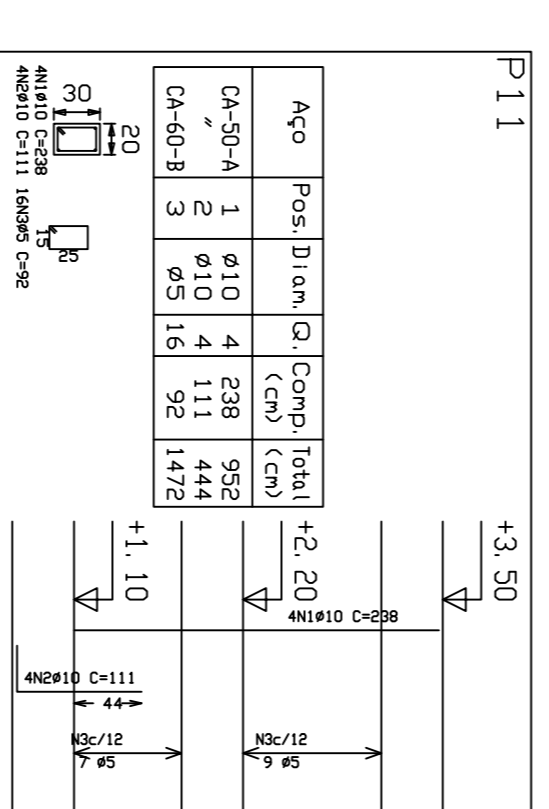 P11
Aço Pos. Diam. Q. Comp. (cm) Total (cm)
CA-50-A 1 ø10 4 238 952
" 2 ø10 4 111 444
CA-60-B 3 ø5 16 92 1472
30
20
4N1ø10 C=238
4N2ø10 C=111 16N3ø5 C=92
15
25
+3. 50
+2. 20
+1. 10
4N1ø10 C=238
4N2ø10 C=111
44
N3c/12
7 ø5
N3c/12
9 ø5